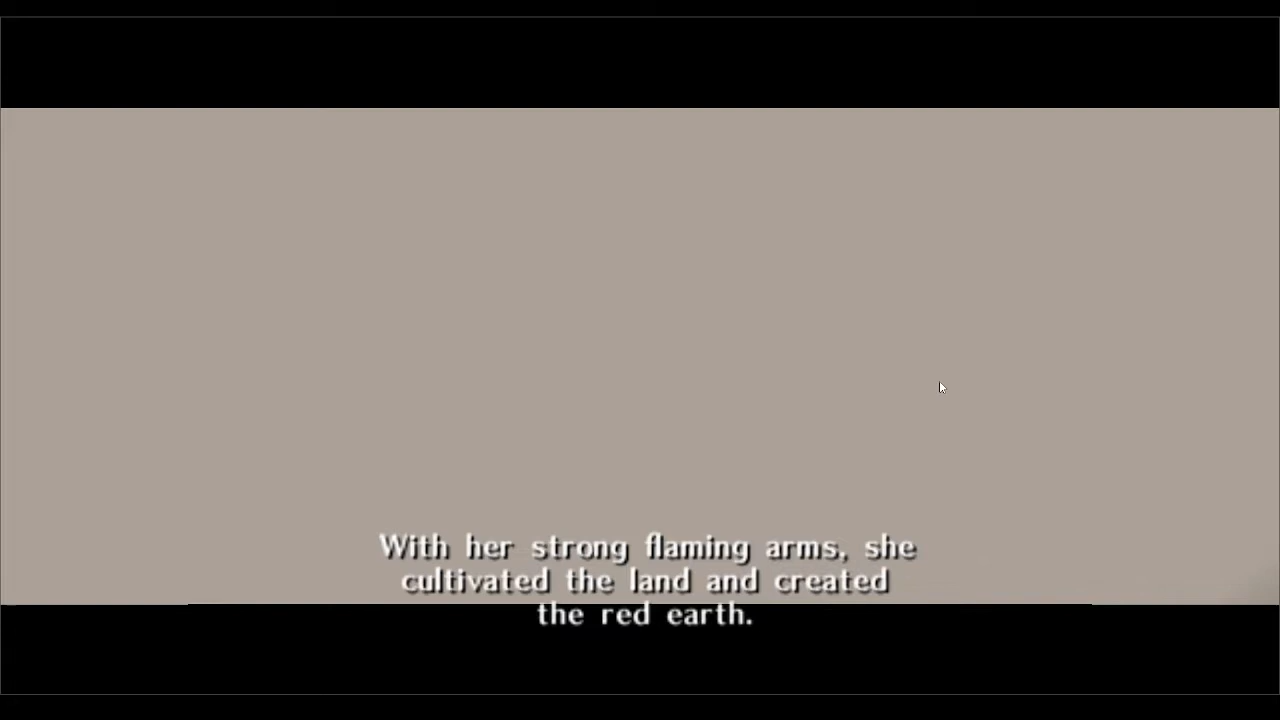 With her strong flaming arms, she
cultivated the land and created
the red earth.